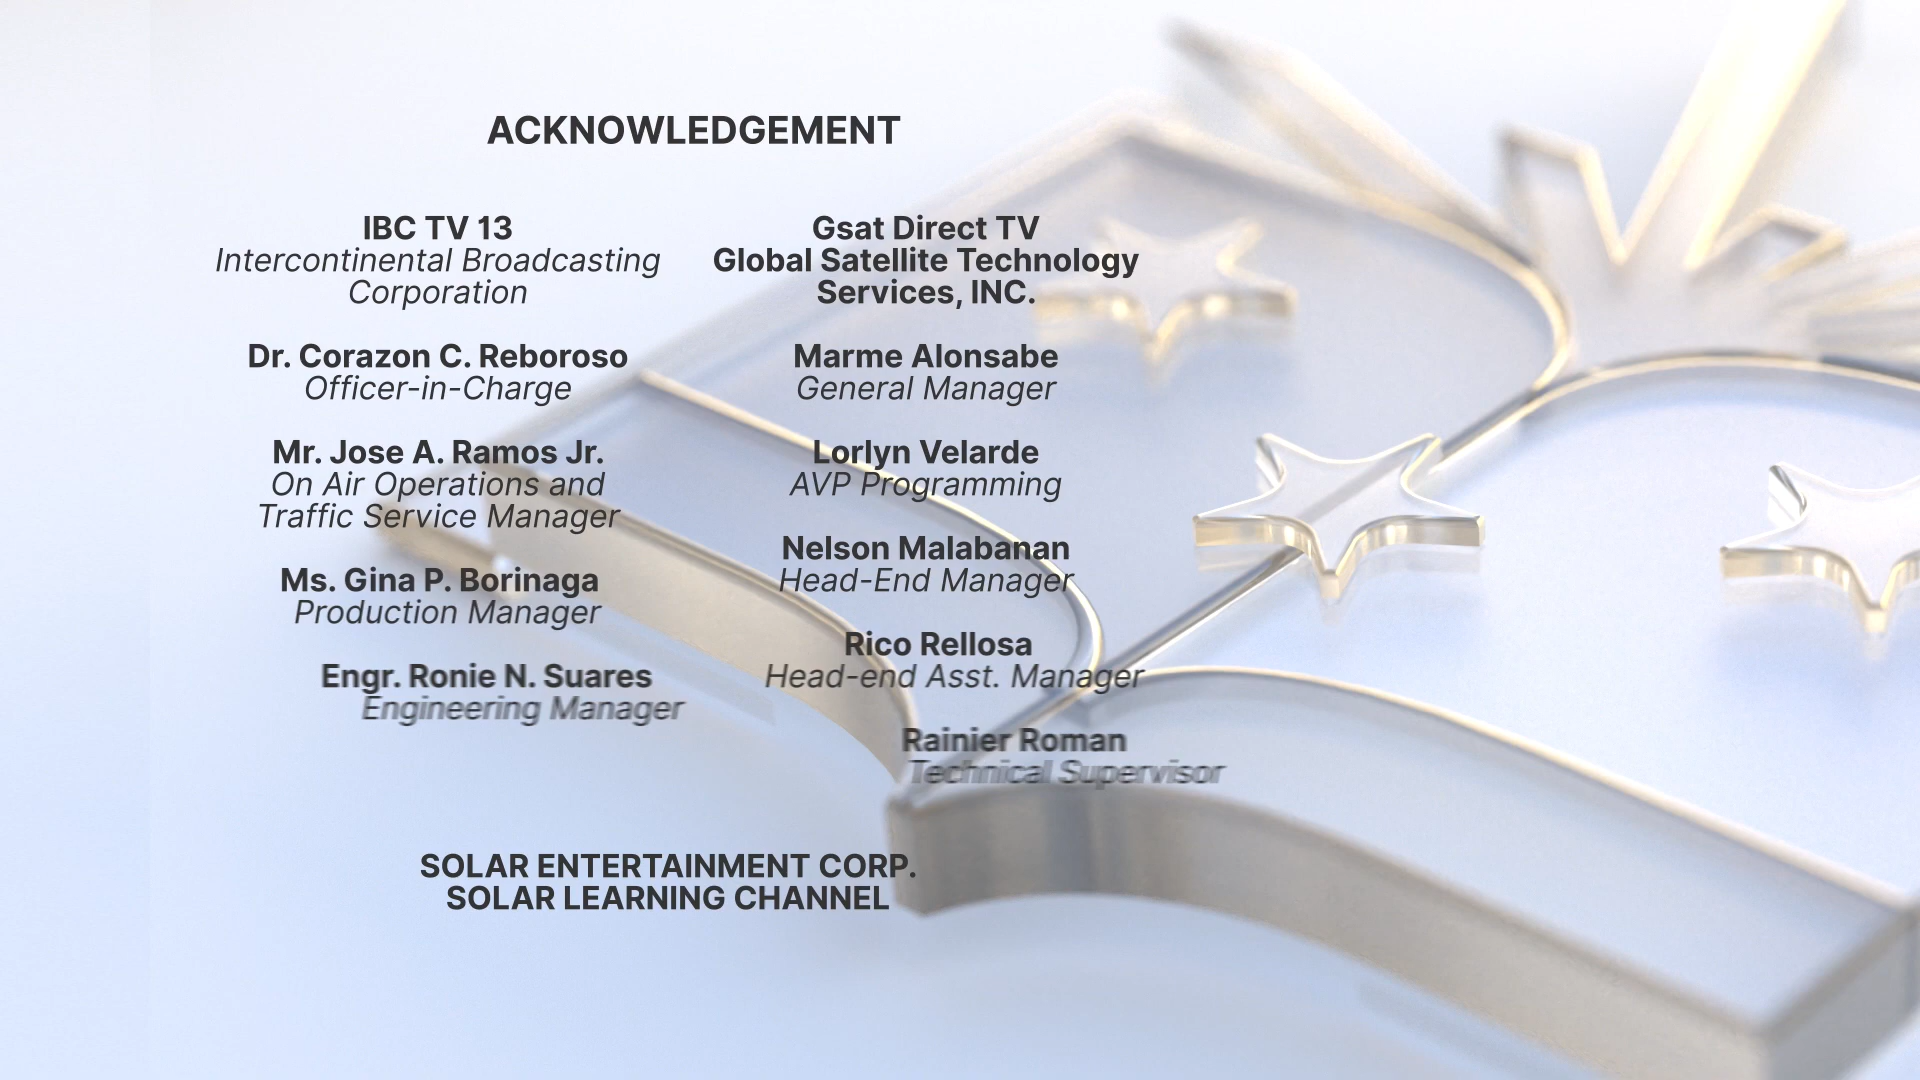 ACKNOWLEDGEMENT
IBC TV 13
Intercontinental Broadcasting
Corporation
Dr. Corazon C. Reboroso
Officer-in-Charge
Mr. Jose A. Ramos Jr.
On Air Operations and
Traffic Service Manager
Ms. Gina P. Borinaga
Production Manager
Engr. Ronie N. Suares
Engineering Manager
Gsat Direct TV
Global Satellite Technology
Services, INC.
Marme Alonsabe
General Manager
Lorlyn Velarde
AVP Programming
Nelson Malabanan
Head-End Manager
Rico Rellosa
Head-end Asst. Manager
Rainier Roman
Technical Supervisor
SOLAR ENTERTAINMENT CORP.
SOLAR LEARNING CHANNEL